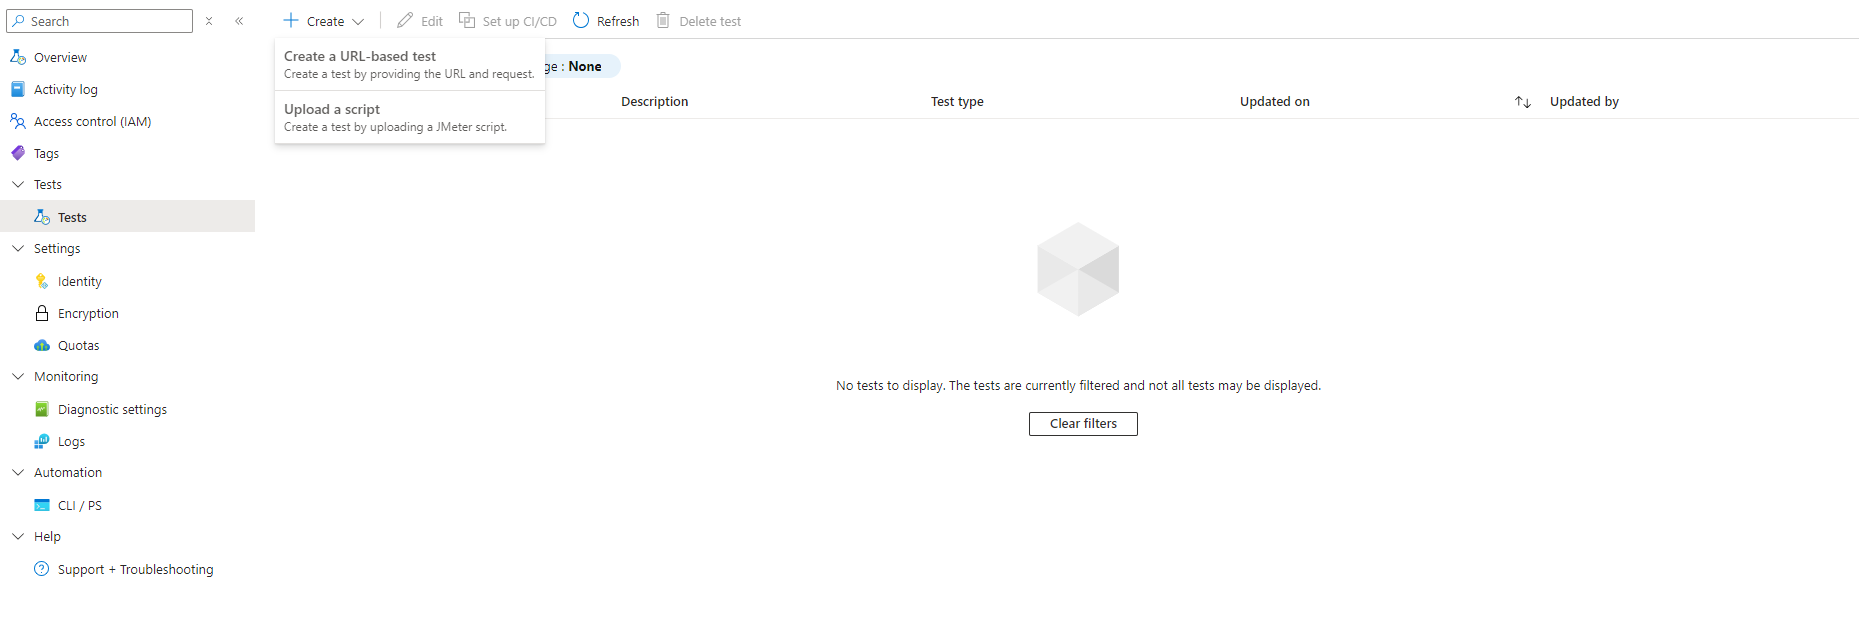 Search
Create
Edit
Set up CI/CD
Refresh
Delete test
Overview
Activity log
Access control (IAM)
Tags
Tests
Tests
Settings
Identity
Encryption
Quotas
Monitoring
Diagnostic settings
Logs
Automation
CLI / PS
Help
Support + Troubleshooting
Create a URL-based test
Create a test by providing the URL and request.
Upload a script
Create a test by uploading a JMeter script.
ge : None
Description
Test type
Updated on
Updated by
No tests to display. The tests are currently filtered and not all tests may be displayed.
Clear filters